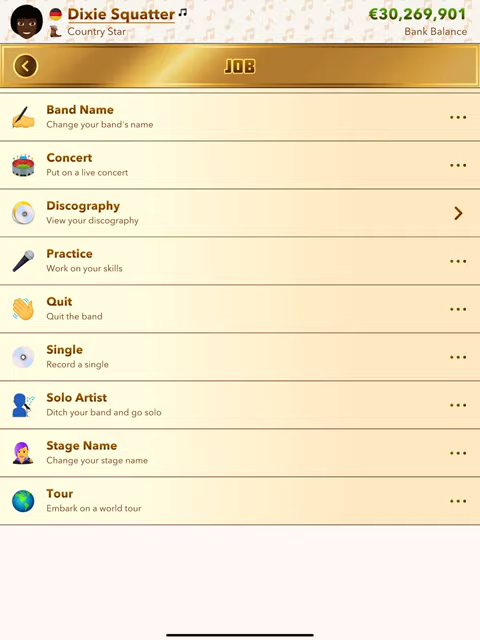 Dixie Squatter
€30,269,901
Country Star
Bank Balance
JOB
Band Name
Change your band's name
Concert
Put on a live concert
Discography
View your discography
Practice
Work on your skills
Quit
Quit the band
Single
Record a single
Solo Artist
Ditch your band and go solo
Stage Name
Change your stage name
Tour
Embark on a world tour